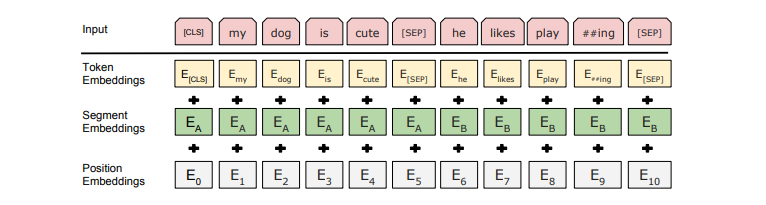 Input [CLS] my dog is cute [SEP] he likes play ##ing [SEP]
Token Embeddings E[CLS] Emy Edog Eis Ecute E[SEP] Ehe Elikes Eplay E##ing E[SEP]
+ + + + + + + + + + +
Segment Embeddings EA EA EA EA EA EA EB EB EB EB EB
+ + + + + + + + + + +
Position Embeddings E0 E1 E2 E3 E4 E5 E6 E7 E8 E9 E10